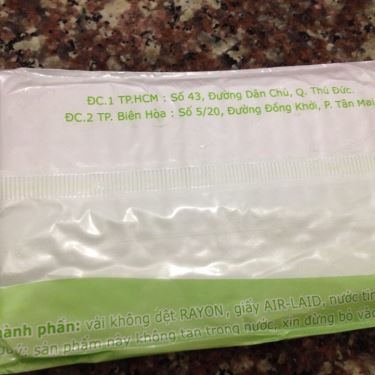 ĐC.1 TP.HCM : Số 43, Đường Dân Chủ, Q. Thủ Đức.
ĐC.2 TP. Biên Hòa : Số 5/20, Đường Đồng Khởi, P. Tân Mai
hành phần: vải không dệt RAYON, giấy AIR-LAID, nước tin
ý: sản phẩm này không tan trong nước, xin đừng bỏ vào